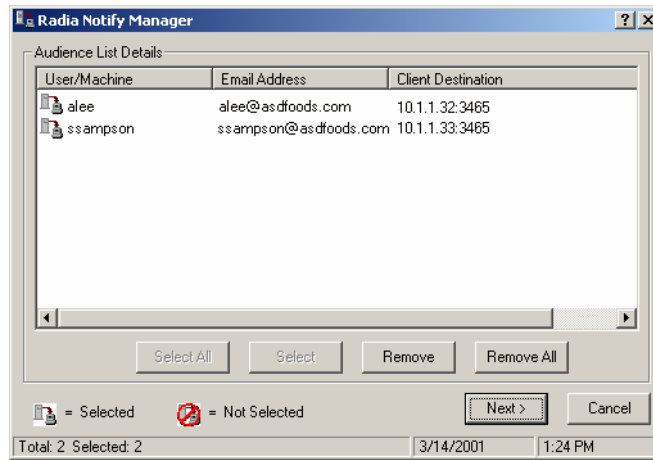 Radia Notify Manager
Audience List Details
User/Machine Email Address Client Destination
alee alee@asdfoods.com 10.1.1.32:3465
ssampson ssampson@asdfoods.com 10.1.1.33:3465
Select All Select Remove Remove All
= Selected = Not Selected Next > Cancel
Total: 2 Selected: 2 3/14/2001 1:24 PM